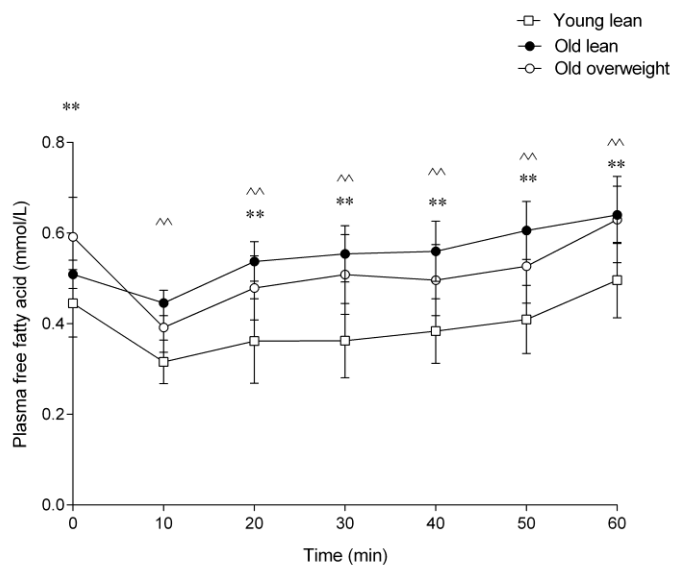 Young lean
Old lean
Old overweight
**
0.8
^^
^^
^^
^^
^^
^^
**
**
**
**
**
0.6
0.4
0.2
0.0
Plasma free fatty acid (mmol/L)
0 10 20 30 40 50 60
Time (min)